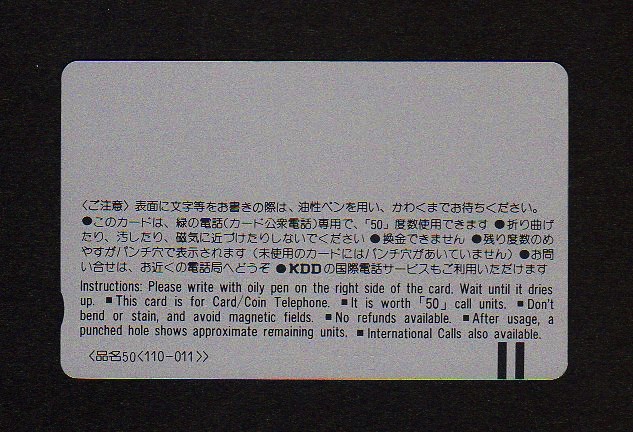 〈ご注意〉表面に文字等をお書きの際は、油性ペンを用い、かわくまでお待ちください。
●このカードは、緑の電話(カード公衆電話)専用で、「50」度数使用できます ●折り曲げ
たり、汚したり、磁気に近づけたりしないでください ●換金できません ●残り度数のめ
やすがパンチ穴で表示されます(未使用のカードにはパンチ穴があいていません) ●お問
い合せは、お近くの電話局へどうぞ ●KDDの国際電話サービスもご利用いただけます
Instructions: Please write with oily pen on the right side of the card. Wait until it dries
up. ■ This card is for Card/Coin Telephone. ■ It is worth「50」call units. ■ Don't
bend or stain, and avoid magnetic fields. ■ No refunds available. ■ After usage, a
punched hole shows approximate remaining units. ■ International Calls also available.
〈品名50〈110-011〉〉